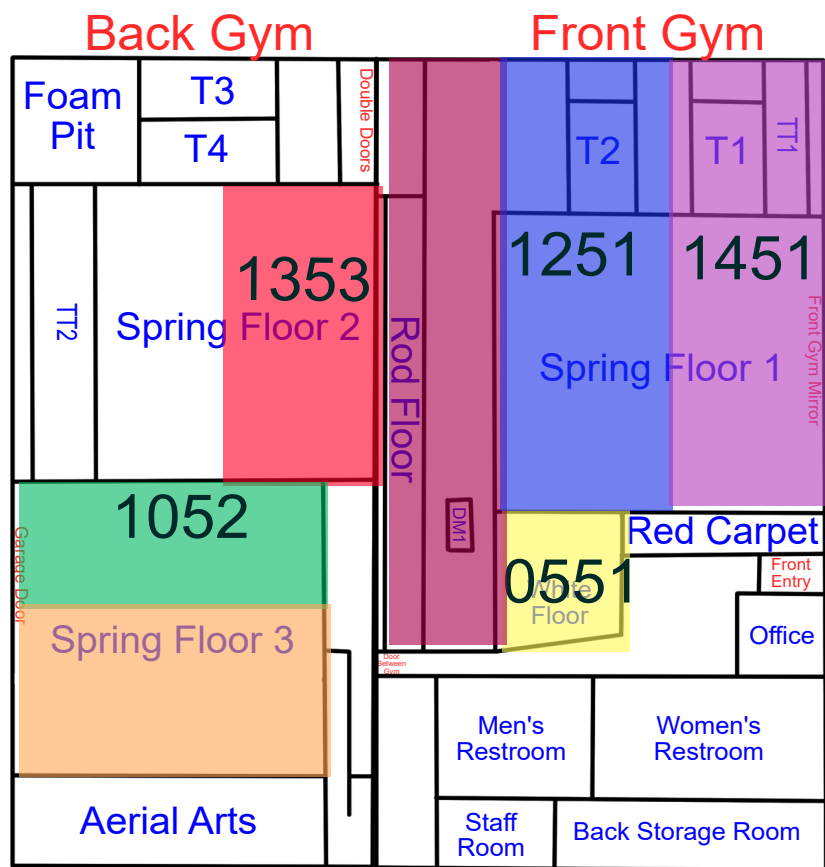 Back Gym
Front Gym
Foam
Pit
T3
T4
Double Doors
T2
T1
TT1
1353
1251
1451
TT2
Spring Floor 2
Rod Floor
Spring Floor 1
Front Gym Mirror
1052
DM1
Red Carpet
Garage Door
0551
White
Floor
Front
Entry
Spring Floor 3
Office
Door
Between
Gym
Men's
Restroom
Women's
Restroom
Aerial Arts
Staff
Room
Back Storage Room